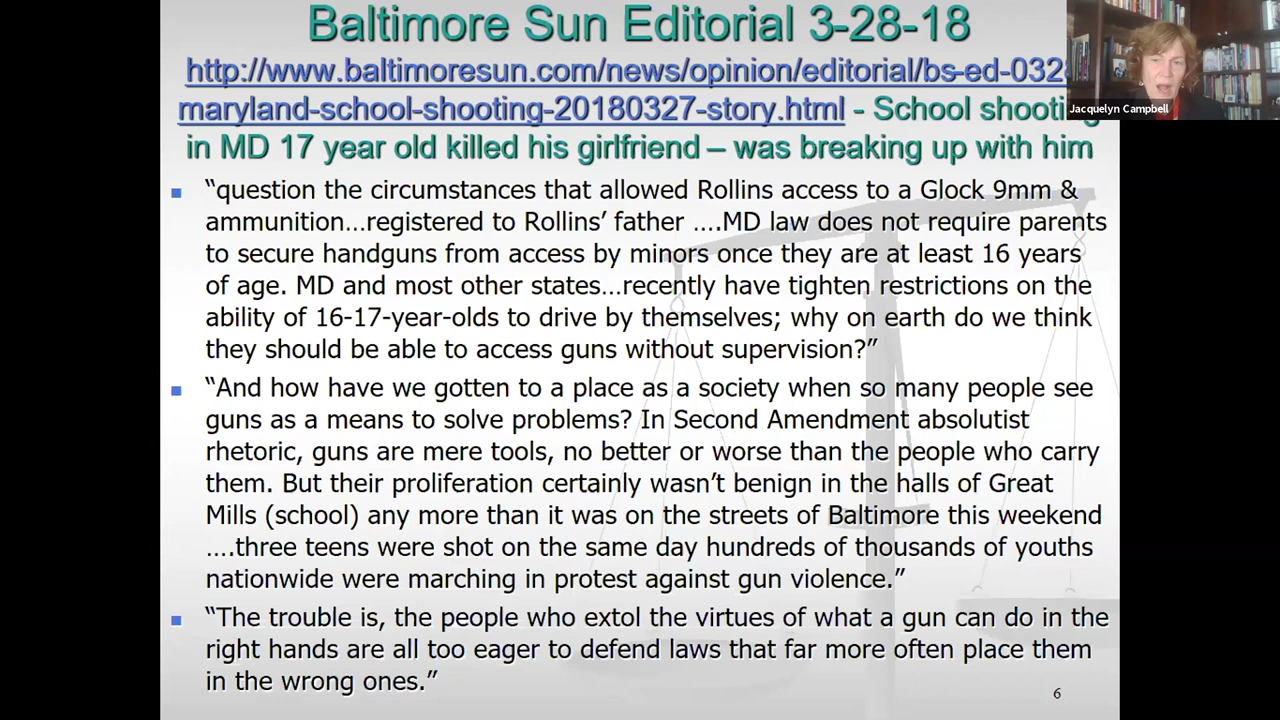 Baltimore Sun Editorial 3-28-18
http://www.baltimoresun.com/news/opinion/editorial/bs-ed-032
maryland-school-shooting-20180327-story.html - School
in MD 17 year old killed his girlfriend – was breaking up with him
Jacquelyn Campbell
“question the circumstances that allowed Rollins access to a Glock 9mm &
ammunition…registered to Rollins’ father ….MD law does not require parents
to secure handguns from access by minors once they are at least 16 years
of age. MD and most other states…recently have tighten restrictions on the
ability of 16-17-year-olds to drive by themselves; why on earth do we think
they should be able to access guns without supervision?”
“And how have we gotten to a place as a society when so many people see
guns as a means to solve problems? In Second Amendment absolutist
rhetoric, guns are mere tools, no better or worse than the people who carry
them. But their proliferation certainly wasn’t benign in the halls of Great
Mills (school) any more than it was on the streets of Baltimore this weekend
….three teens were shot on the same day hundreds of thousands of youths
nationwide were marching in protest against gun violence.”
“The trouble is, the people who extol the virtues of what a gun can do in the
right hands are all too eager to defend laws that far more often place them
in the wrong ones.”
6